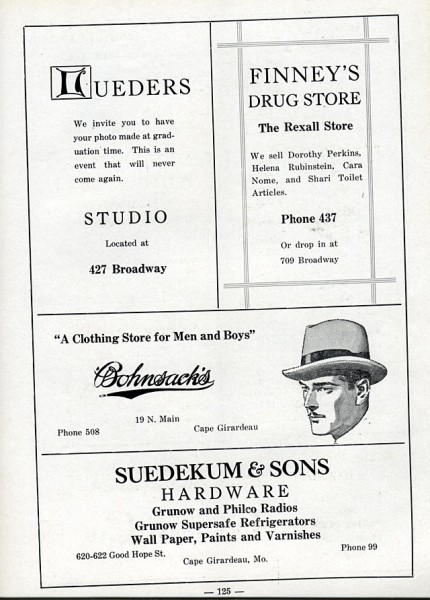 LUEDERS
We invite you to have
your photo made at grad-
uation time. This is an
event that will never
come again.
STUDIO
Located at
427 Broadway
FINNEY'S
DRUG STORE
The Rexall Store
We sell Dorothy Perkins,
Helena Rubinstein, Cara
Nome, and Shari Toilet
Articles.
Phone 437
Or drop in at
709 Broadway
"A Clothing Store for Men and Boys"
Bohnsack's
19 N. Main
Phone 508
Cape Girardeau
SUEDEKUM & SONS
HARDWARE
Grunow and Philco Radios
Grunow Supersafe Refrigerators
Wall Paper, Paints and Varnishes
620-622 Good Hope St.
Phone 99
Cape Girardeau, Mo.
— 125 —